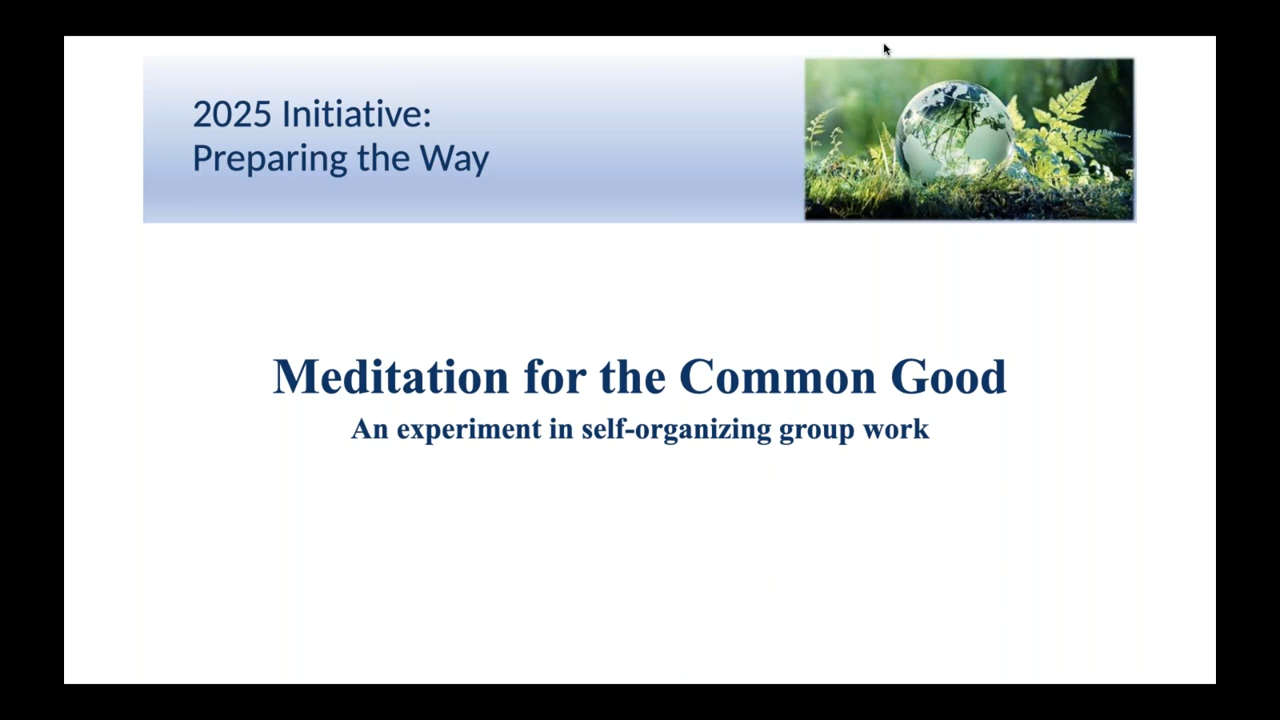 2025 Initiative:
Preparing the Way
Meditation for the Common Good
An experiment in self-organizing group work